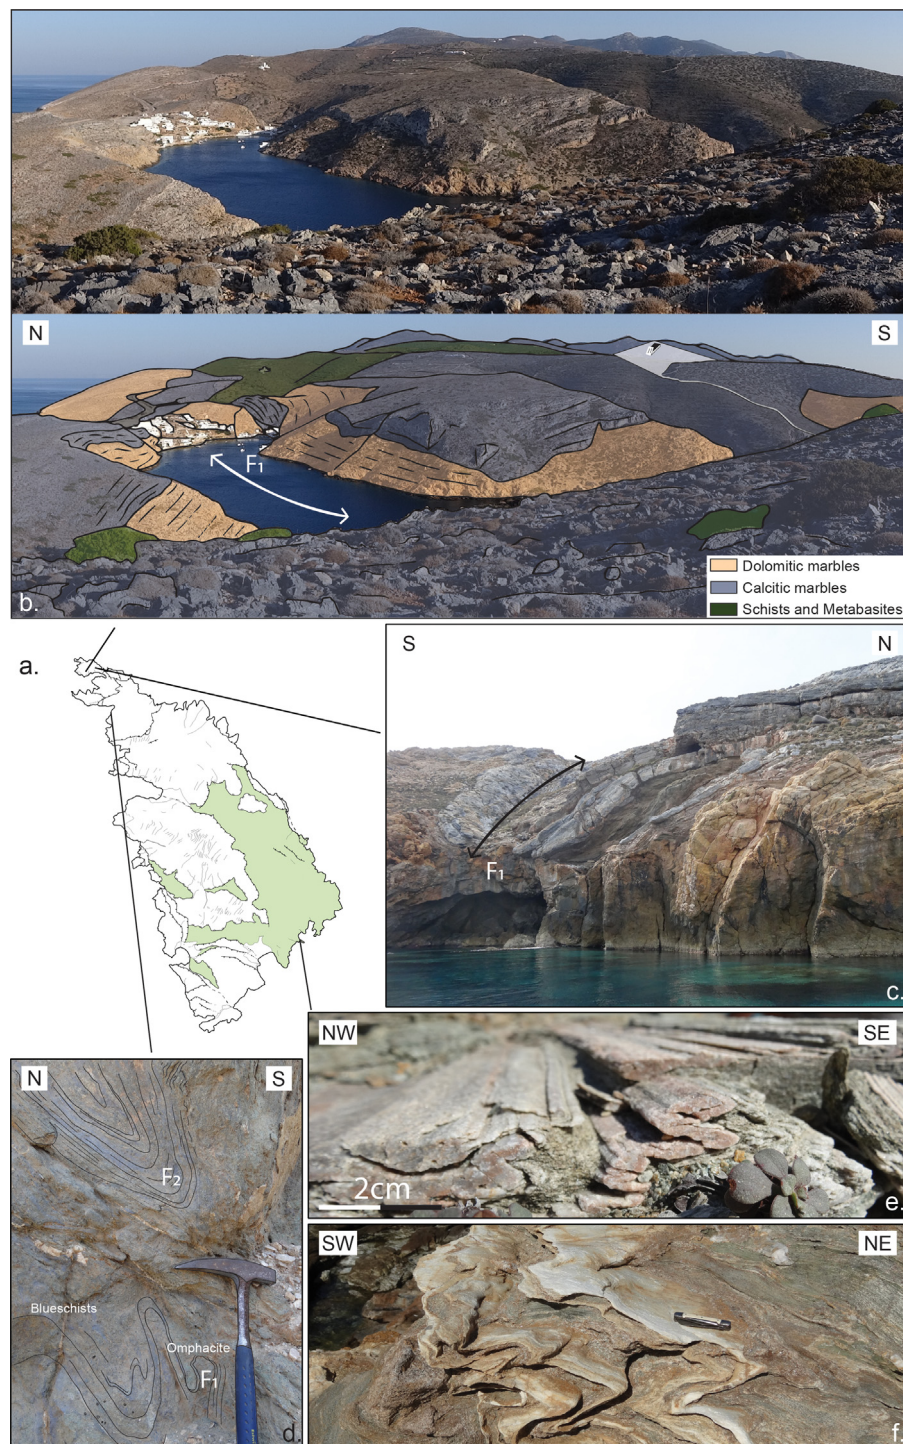 N
S
F1
Dolomitic marbles
Calcitic marbles
Schists and Metabasites
b.
a.
S
N
F1
c.
N
S
F2
Blueschists
Omphacite
F1
d.
NW
SE
2cm
e.
SW
NE
f.